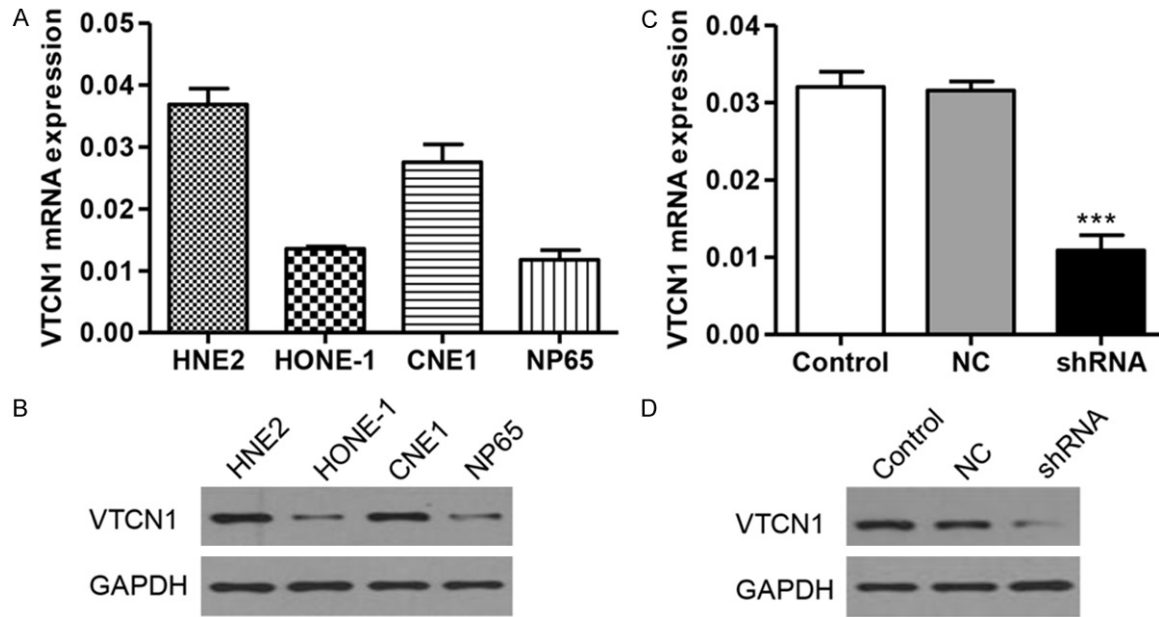 A
VTCN1 mRNA expression
0.05
0.04
0.03
0.02
0.01
0.00
HNE2 HONE-1 CNE1 NP65
C
VTCN1 mRNA expression
0.04
0.03
0.02
0.01
0.00
***
Control NC shRNA
B
HNE2 HONE-1 CNE1 NP65
VTCN1
GAPDH
D
Control NC shRNA
VTCN1
GAPDH